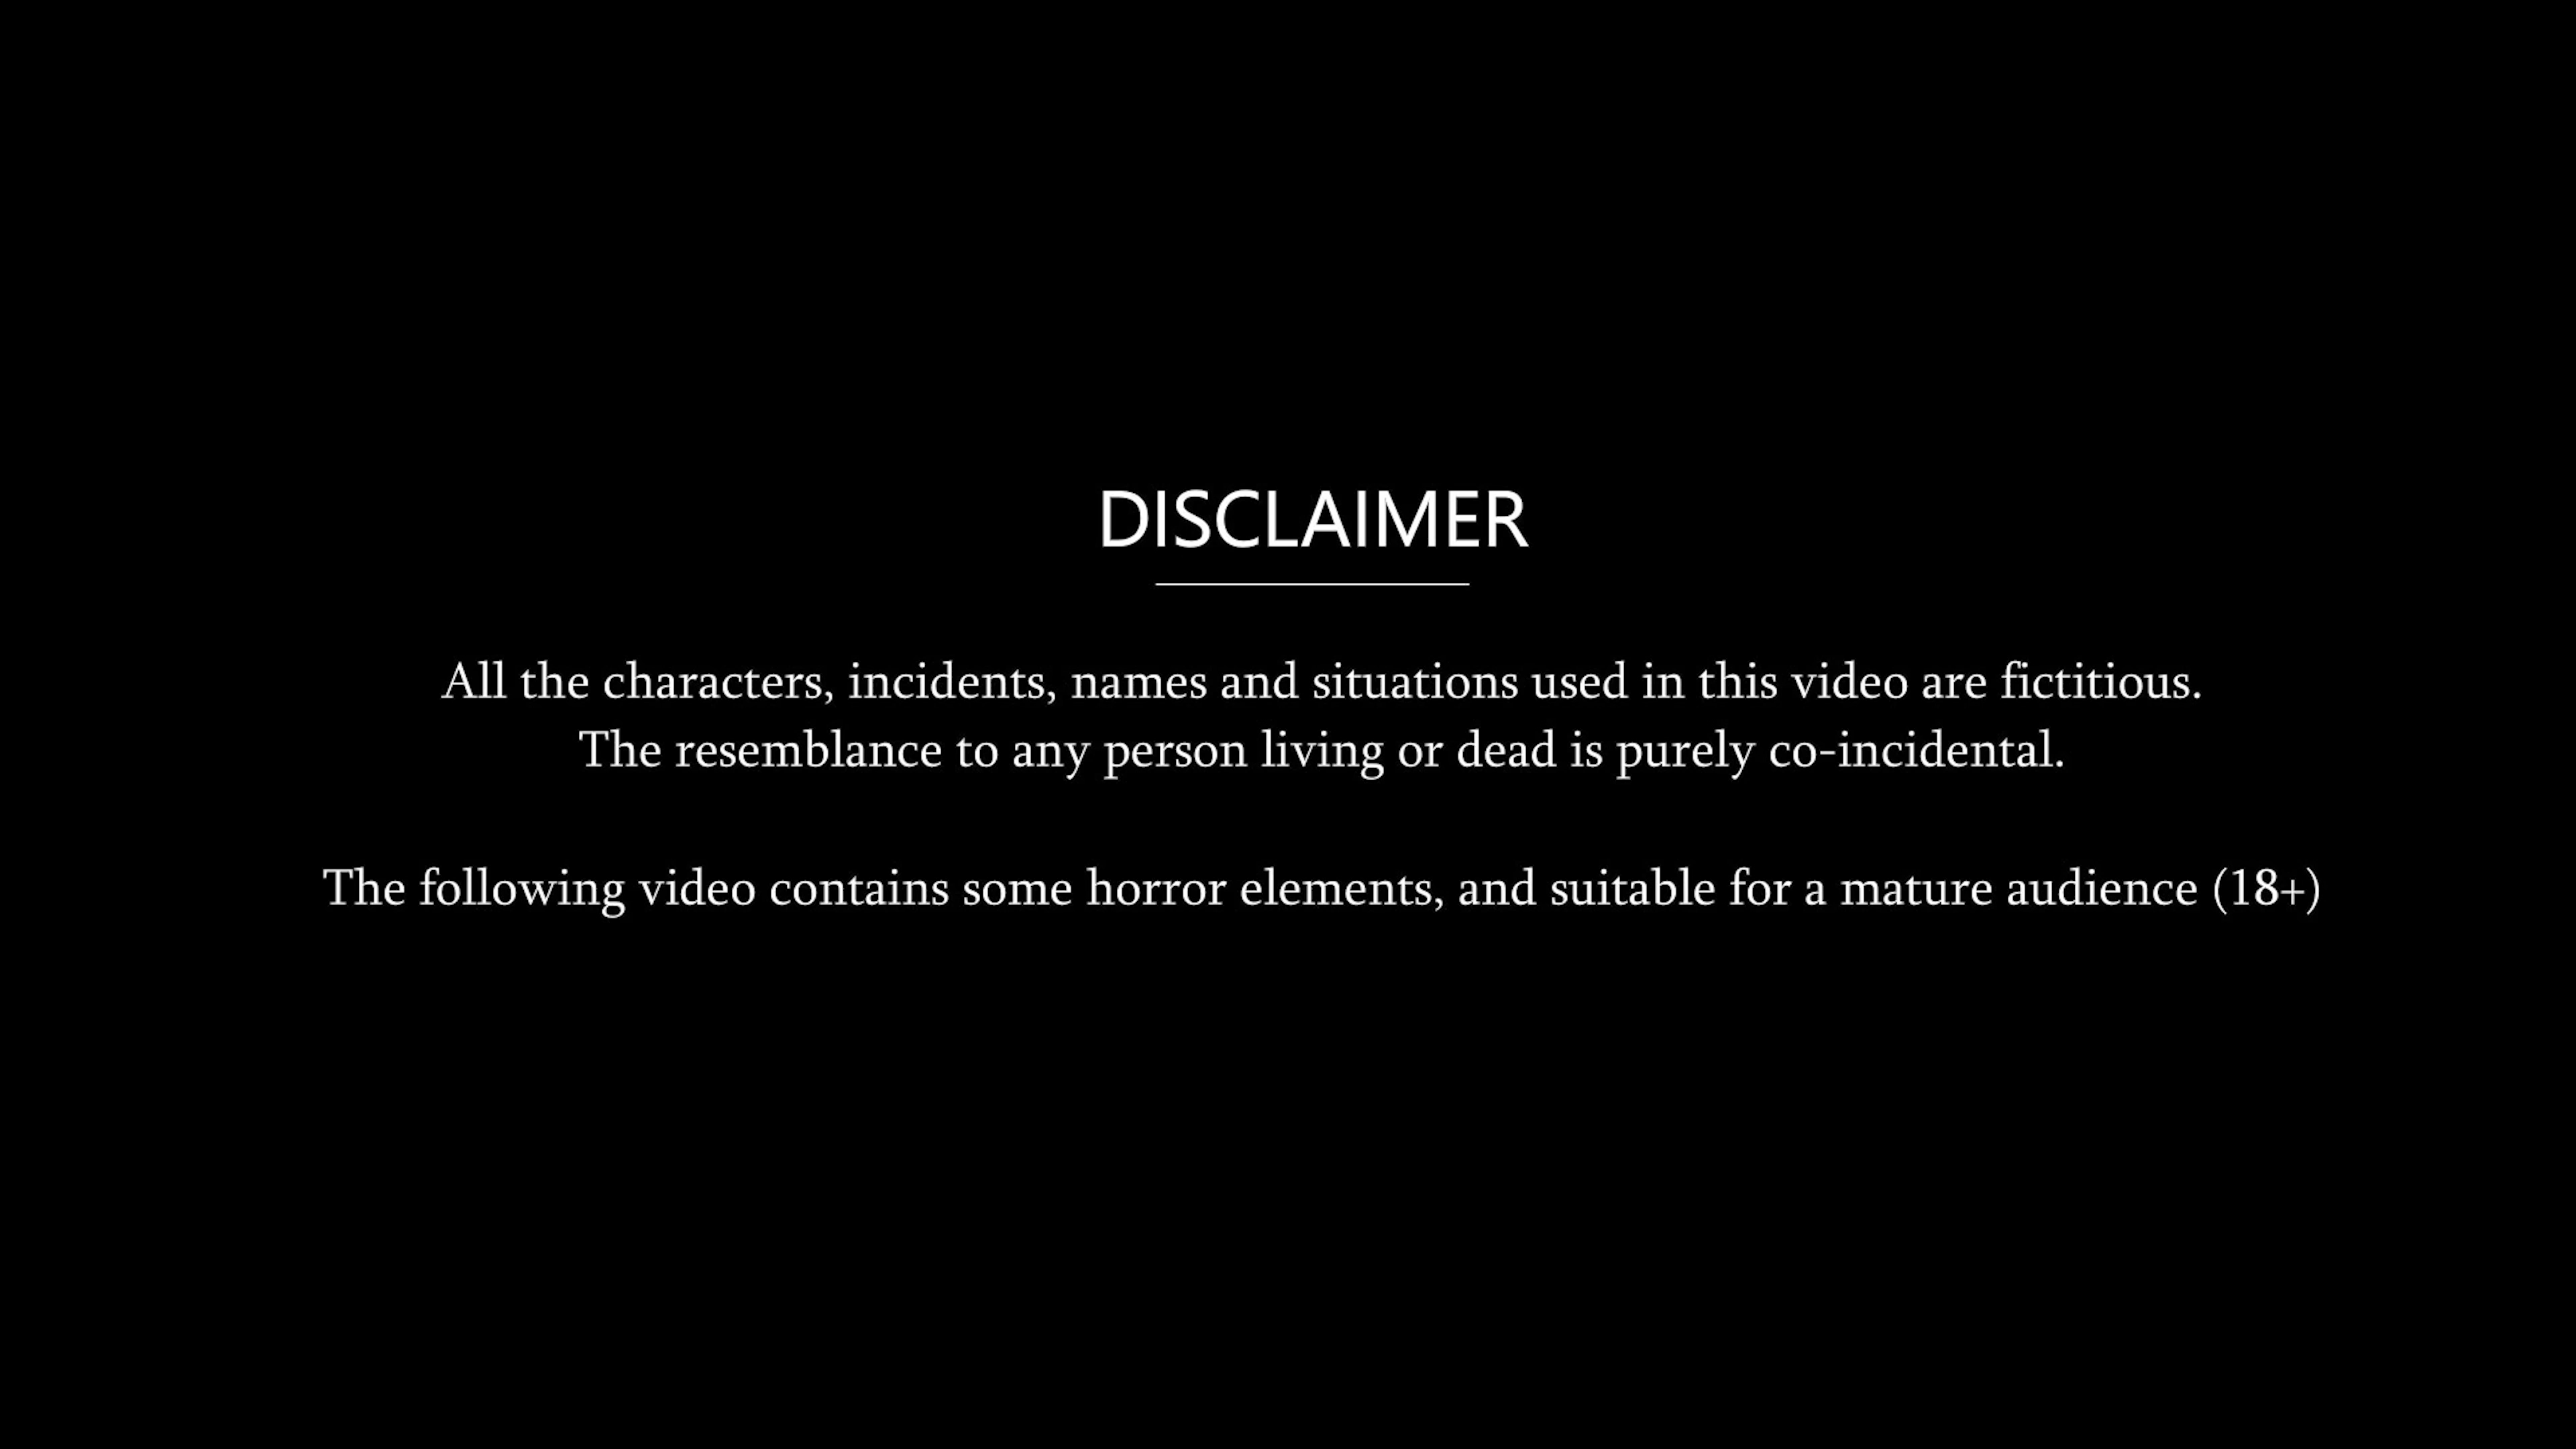 DISCLAIMER
All the characters, incidents, names and situations used in this video are fictitious.
The resemblance to any person living or dead is purely co-incidental.
The following video contains some horror elements, and suitable for a mature audience (18+)